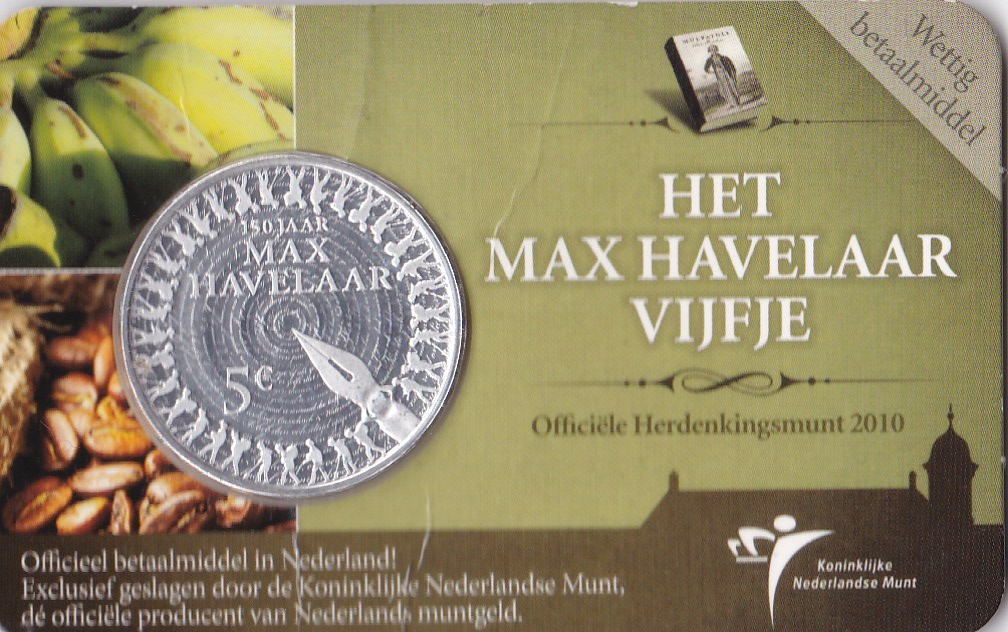 Wettig
betaalmiddel
MULTATULI
HET
MAX HAVELAAR
VIJFJE
150 JAAR
MAX
HAVELAAR
5€
Officiële Herdenkingsmunt 2010
Officieel betaalmiddel in Nederland!
Exclusief geslagen door de Koninklijke Nederlandse Munt,
dé officiële producent van Nederlands muntgeld.
Koninklijke
Nederlandse Munt